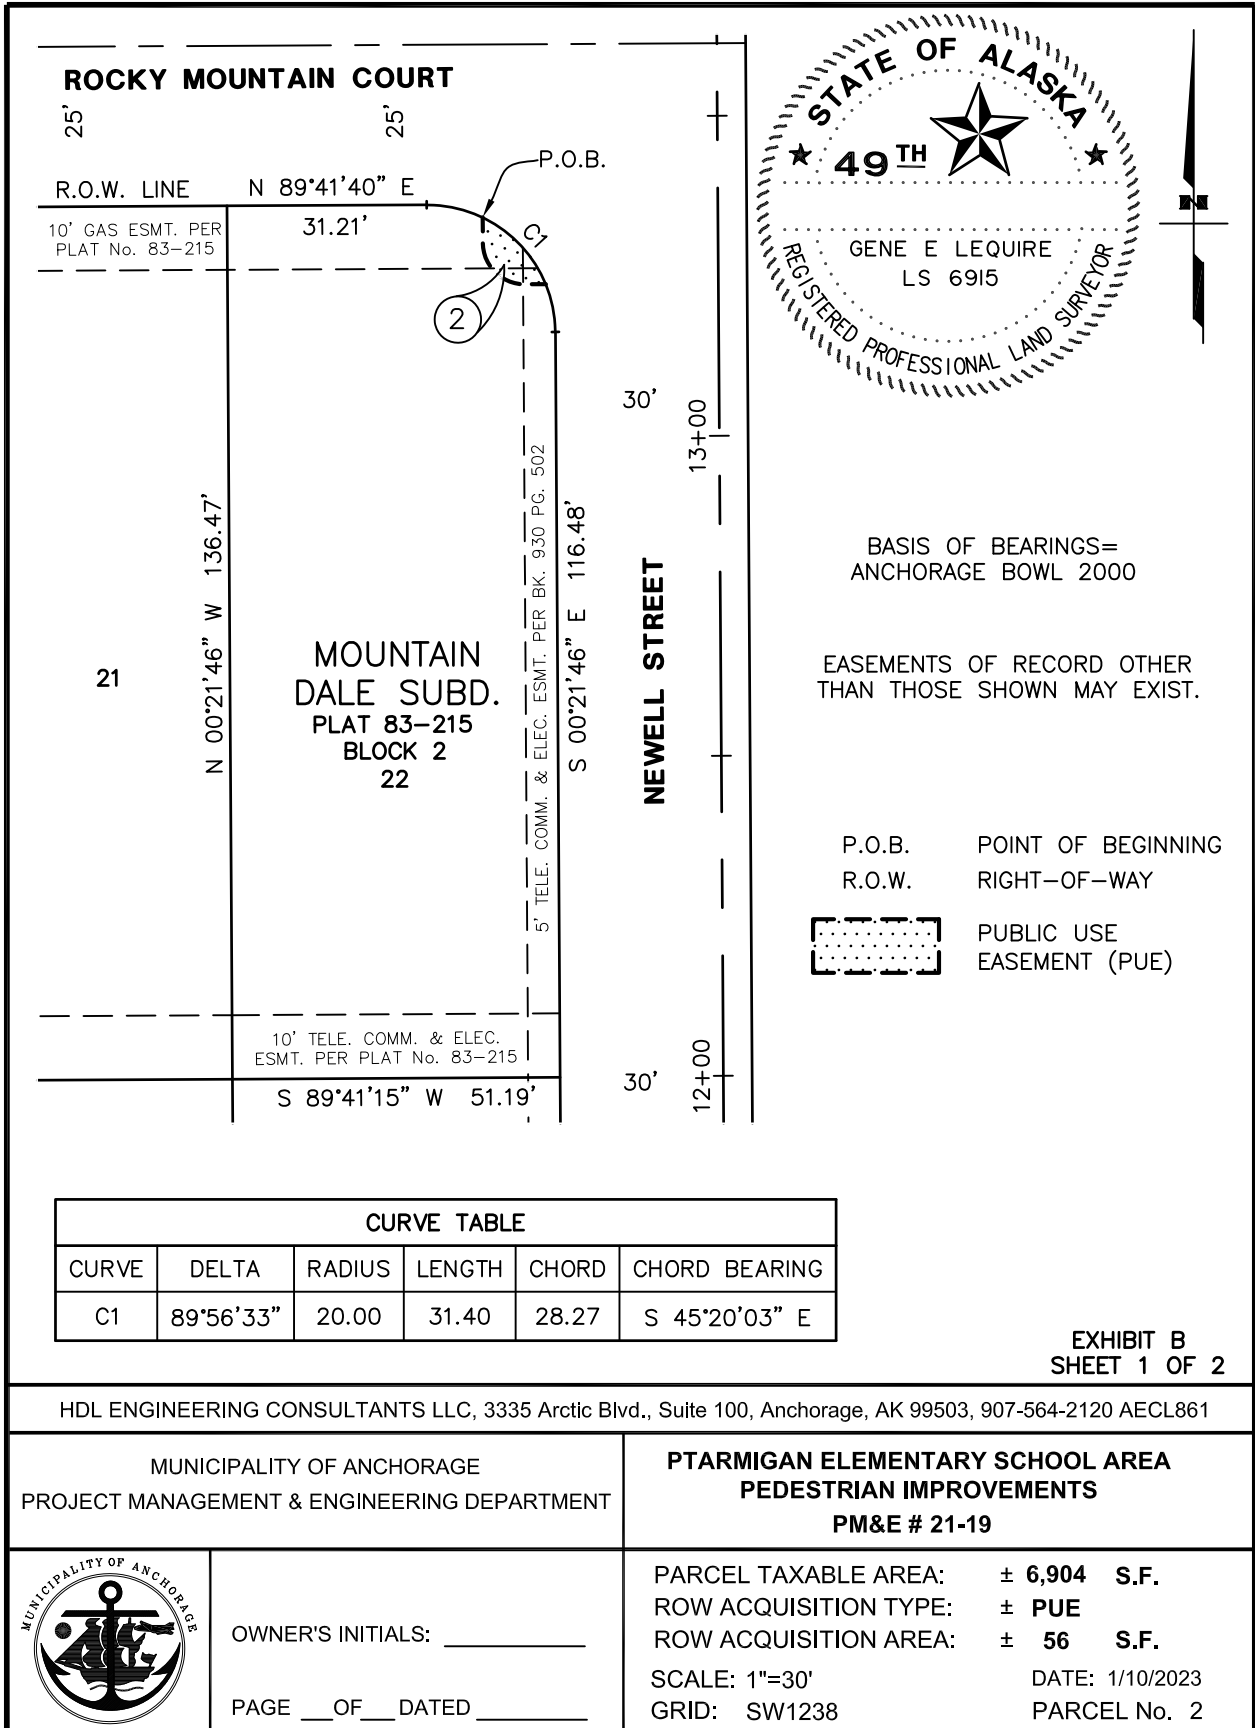 ROCKY MOUNTAIN COURT
25'
25'
P.O.B.
R.O.W. LINE
N 89°41'40" E
31.21'
C1
10' GAS ESMT. PER
PLAT No. 83-215
2
STATE OF ALASKA
49 TH
GENE E LEQUIRE
LS 6915
REGISTERED PROFESSIONAL LAND SURVEYOR
N
30'
13+00
N 00°21'46" W 136.47'
21
MOUNTAIN
DALE SUBD.
PLAT 83-215
BLOCK 2
22
5' TELE. COMM. & ELEC. ESMT. PER BK. 930 PG. 502
S 00°21'46" E 116.48'
NEWELL STREET
BASIS OF BEARINGS=
ANCHORAGE BOWL 2000
EASEMENTS OF RECORD OTHER
THAN THOSE SHOWN MAY EXIST.
P.O.B. POINT OF BEGINNING
R.O.W. RIGHT-OF-WAY
PUBLIC USE
EASEMENT (PUE)
10' TELE. COMM. & ELEC.
ESMT. PER PLAT No. 83-215
S 89°41'15" W 51.19'
30'
12+00
CURVE TABLE
CURVE DELTA RADIUS LENGTH CHORD CHORD BEARING
C1 89°56'33" 20.00 31.40 28.27 S 45°20'03" E
EXHIBIT B
SHEET 1 OF 2
HDL ENGINEERING CONSULTANTS LLC, 3335 Arctic Blvd., Suite 100, Anchorage, AK 99503, 907-564-2120 AECL861
MUNICIPALITY OF ANCHORAGE
PROJECT MANAGEMENT & ENGINEERING DEPARTMENT
PTARMIGAN ELEMENTARY SCHOOL AREA
PEDESTRIAN IMPROVEMENTS
PM&E # 21-19
MUNICIPALITY OF ANCHORAGE
OWNER'S INITIALS: ____________
PAGE ___OF___ DATED _________
PARCEL TAXABLE AREA: ± 6,904 S.F.
ROW ACQUISITION TYPE: ± PUE
ROW ACQUISITION AREA: ± 56 S.F.
SCALE: 1"=30' DATE: 1/10/2023
GRID: SW1238 PARCEL No. 2